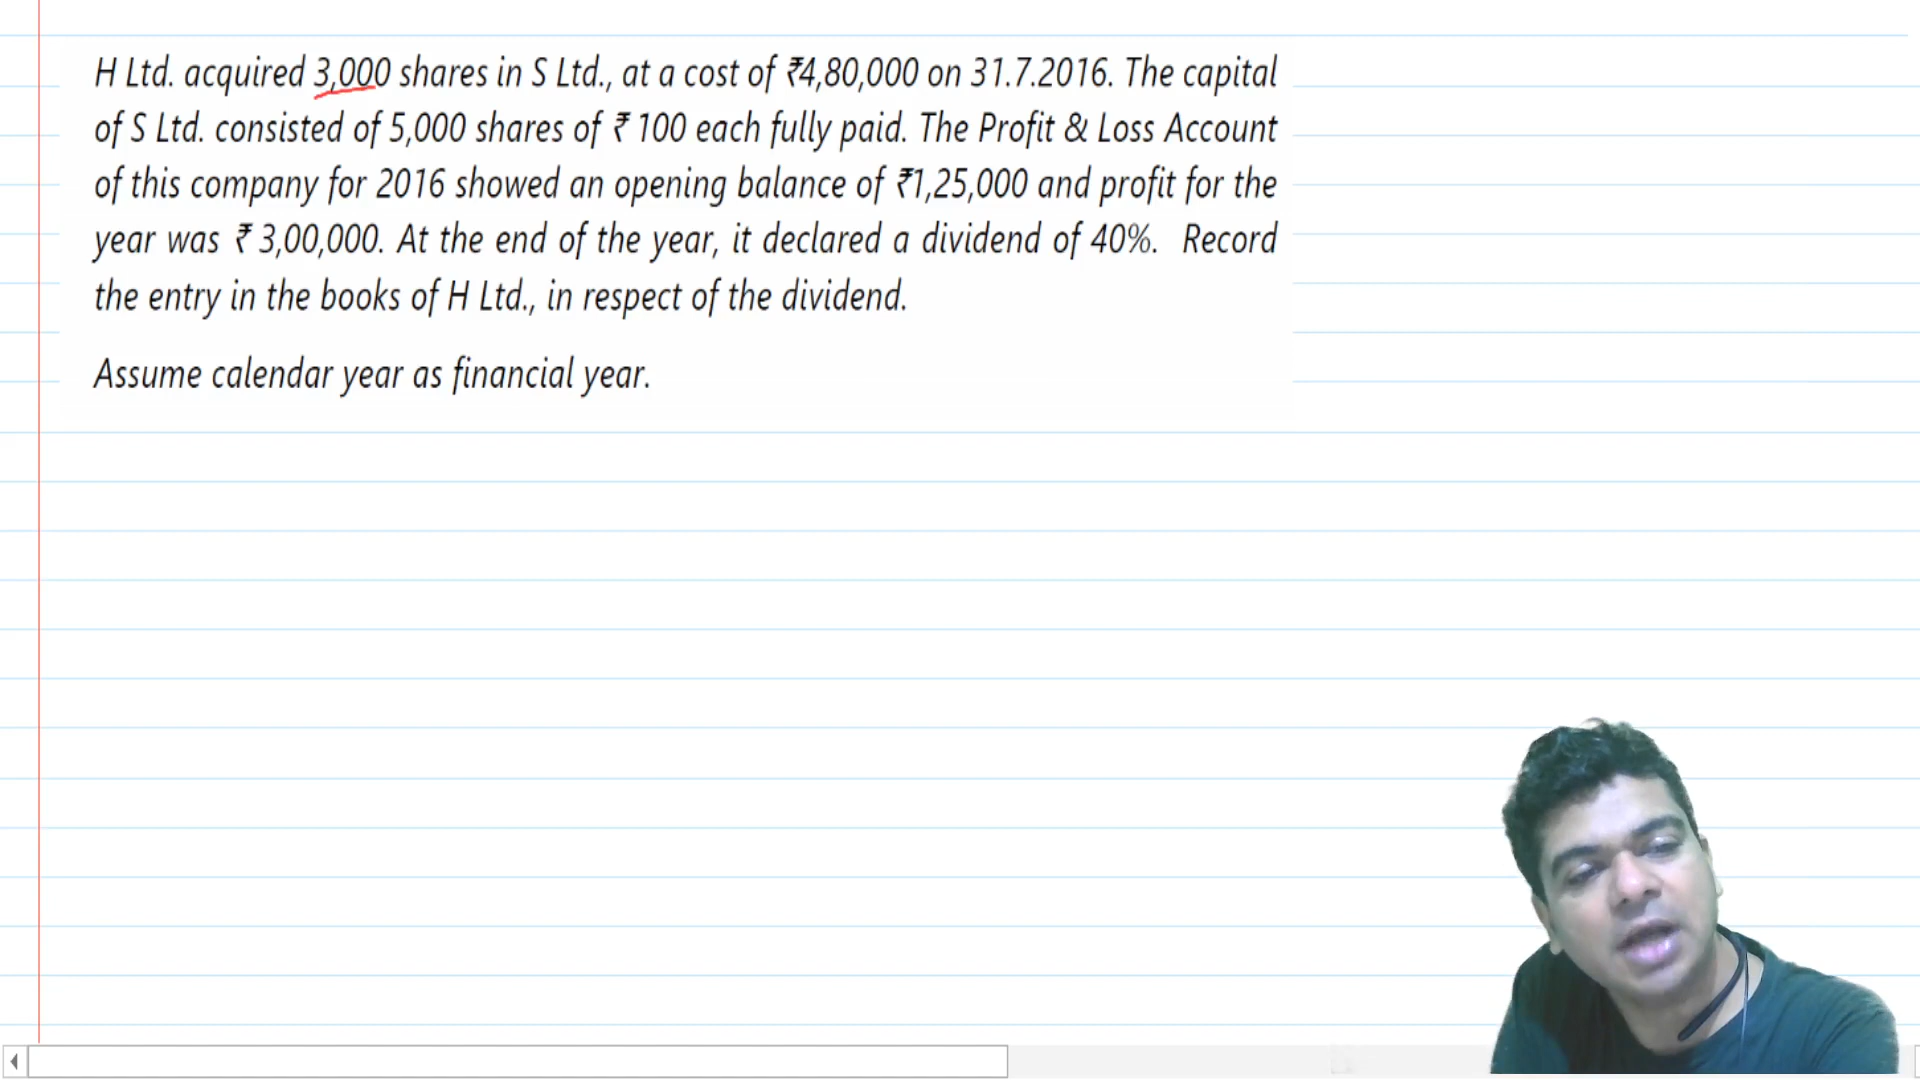 H Ltd. acquired 3,000 shares in S Ltd., at a cost of ₹4,80,000 on 31.7.2016. The capital
of S Ltd. consisted of 5,000 shares of ₹ 100 each fully paid. The Profit & Loss Account
of this company for 2016 showed an opening balance of ₹1,25,000 and profit for the
year was ₹ 3,00,000. At the end of the year, it declared a dividend of 40%. Record
the entry in the books of H Ltd., in respect of the dividend.
Assume calendar year as financial year.